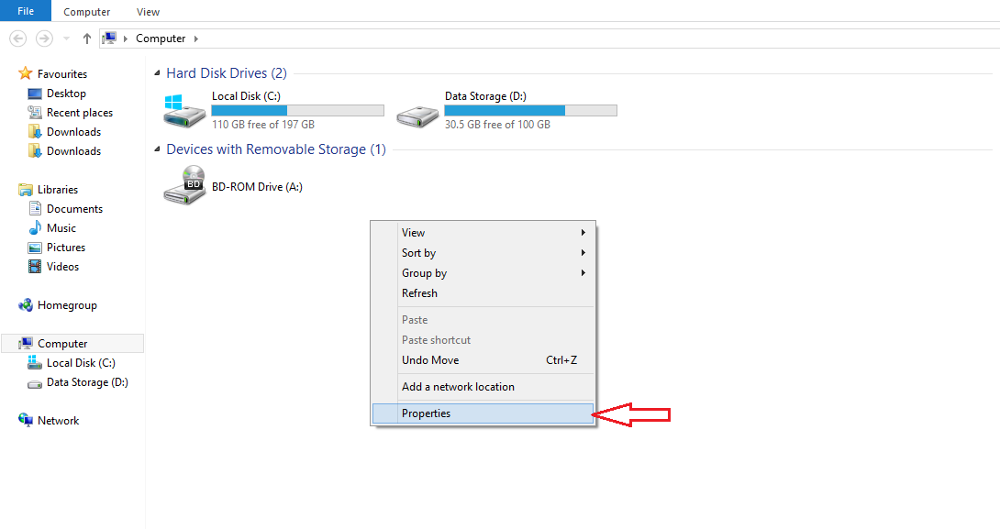 File Computer View
Computer
Favourites
Desktop
Recent places
Downloads
Downloads
Libraries
Documents
Music
Pictures
Videos
Homegroup
Computer
Local Disk (C:)
Data Storage (D:)
Network
Hard Disk Drives (2)
Local Disk (C:)
110 GB free of 197 GB
Data Storage (D:)
30.5 GB free of 100 GB
Devices with Removable Storage (1)
BD
BD-ROM Drive (A:)
View
Sort by
Group by
Refresh
Paste
Paste shortcut
Undo Move Ctrl+Z
Add a network location
Properties